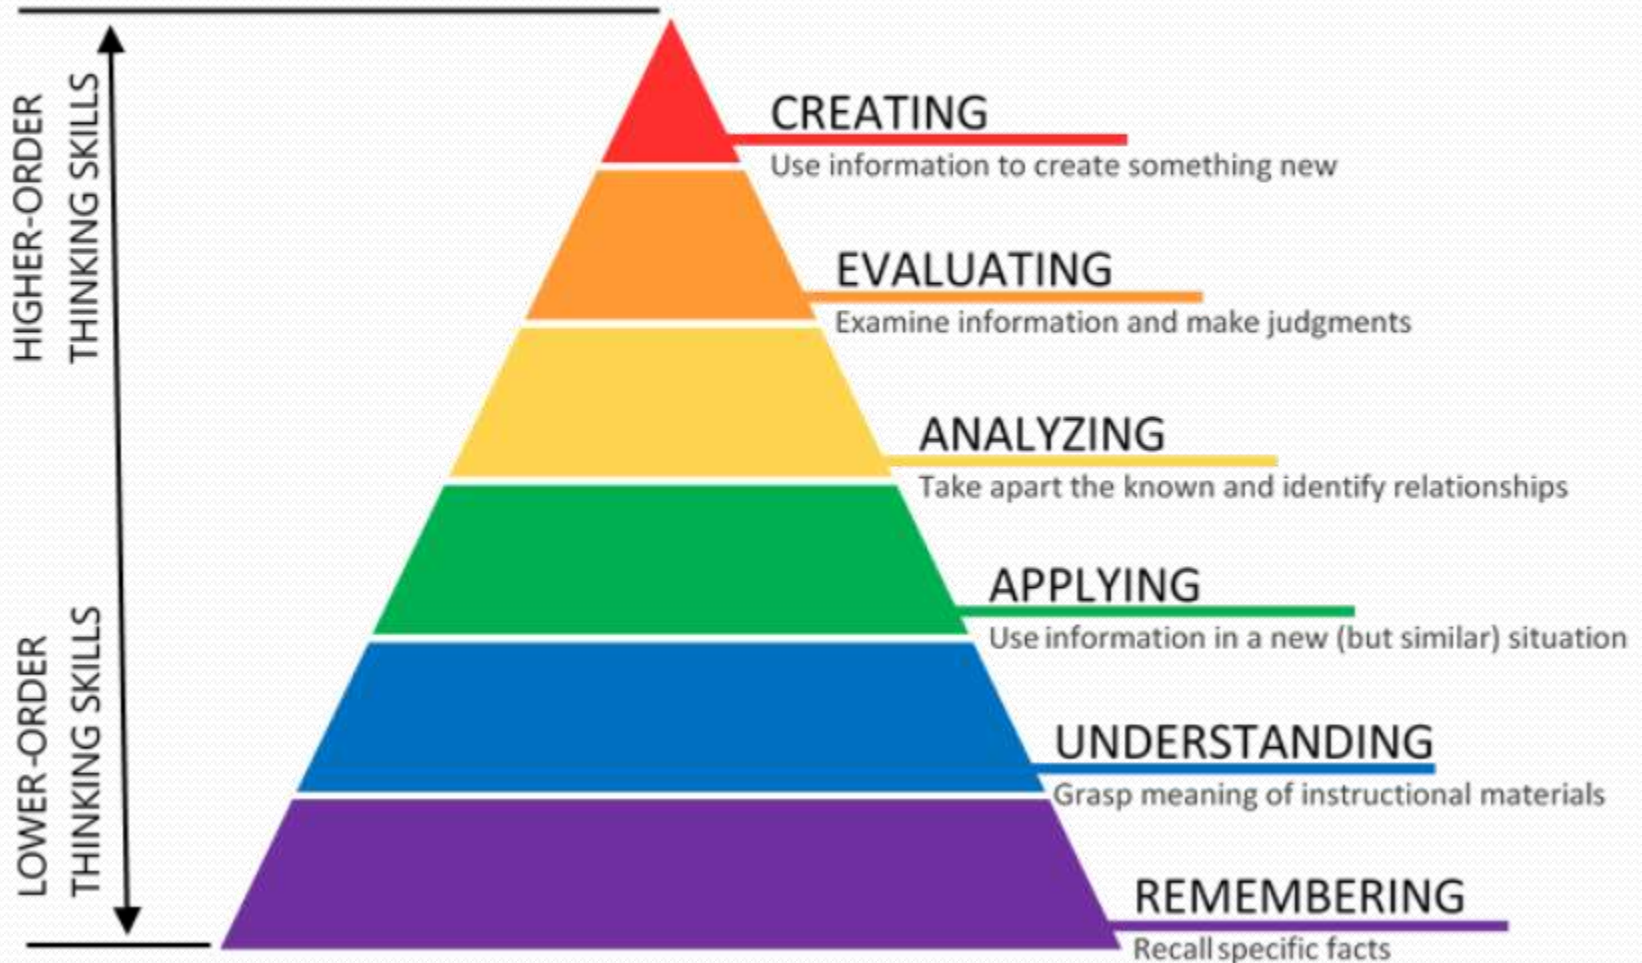 HIGHER-ORDER
THINKING SKILLS
CREATING
Use information to create something new
EVALUATING
Examine information and make judgments
ANALYZING
Take apart the known and identify relationships
APPLYING
Use information in a new (but similar) situation
LOWER-ORDER
THINKING SKILLS
UNDERSTANDING
Grasp meaning of instructional materials
REMEMBERING
Recall specific facts